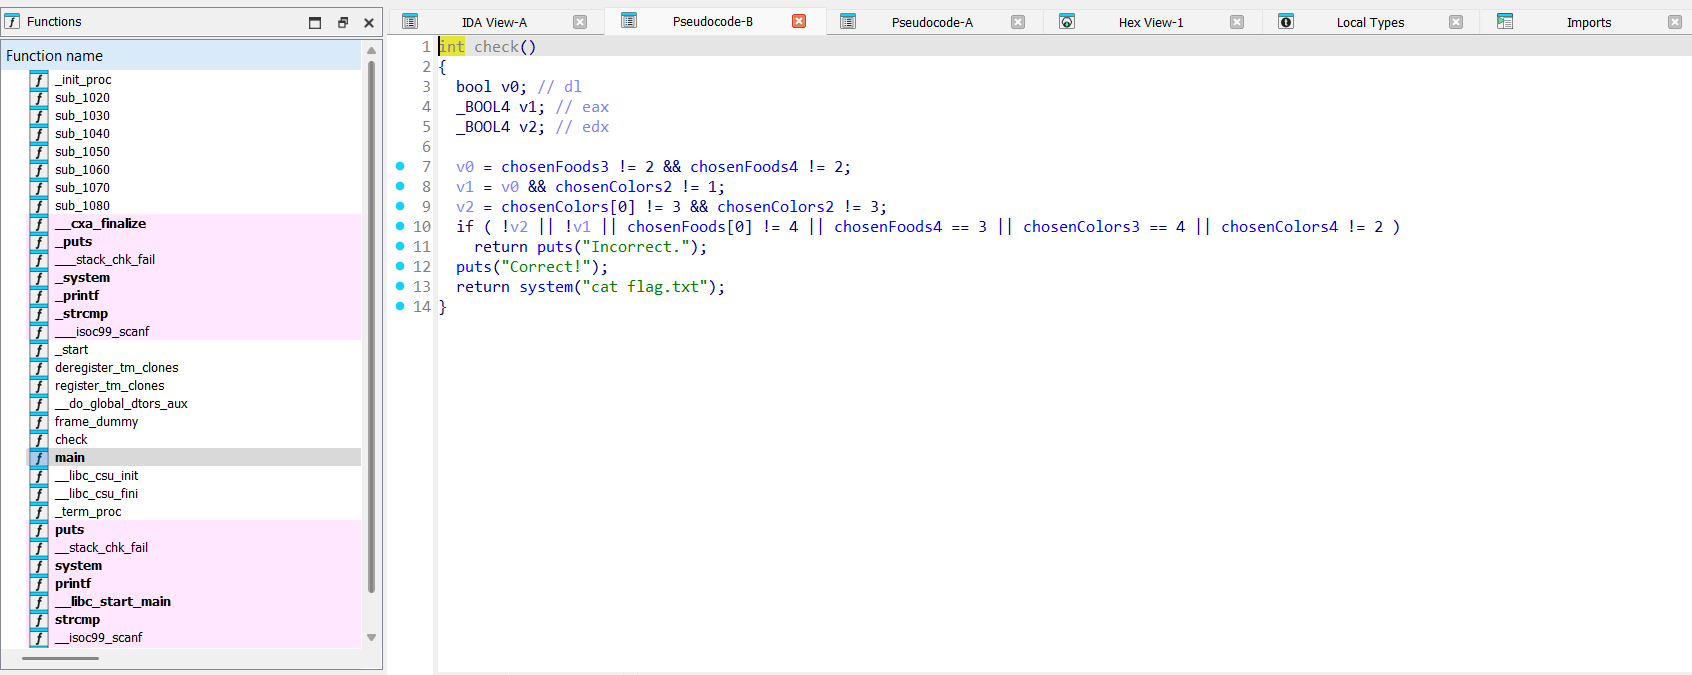 Functions
IDA View-A
Pseudocode-B
Pseudocode-A
Hex View-1
Local Types
Imports
Function name
f _init_proc
f sub_1020
f sub_1030
f sub_1040
f sub_1050
f sub_1060
f sub_1070
f sub_1080
f __cxa_finalize
f _puts
f ___stack_chk_fail
f _system
f _printf
f _strcmp
f ___isoc99_scanf
f _start
f deregister_tm_clones
f register_tm_clones
f __do_global_dtors_aux
f frame_dummy
f check
f main
f __libc_csu_init
f __libc_csu_fini
f _term_proc
f puts
f __stack_chk_fail
f system
f printf
f __libc_start_main
f strcmp
f __isoc99_scanf
1 int check()
2 {
3 bool v0; // dl
4 _BOOL4 v1; // eax
5 _BOOL4 v2; // edx
6
7 v0 = chosenFoods3 != 2 && chosenFoods4 != 2;
8 v1 = v0 && chosenColors2 != 1;
9 v2 = chosenColors[0] != 3 && chosenColors2 != 3;
10 if ( !v2 || !v1 || chosenFoods[0] != 4 || chosenFoods4 == 3 || chosenColors3 == 4 || chosenColors4 != 2 )
11 return puts("Incorrect.");
12 puts("Correct!");
13 return system("cat flag.txt");
14 }